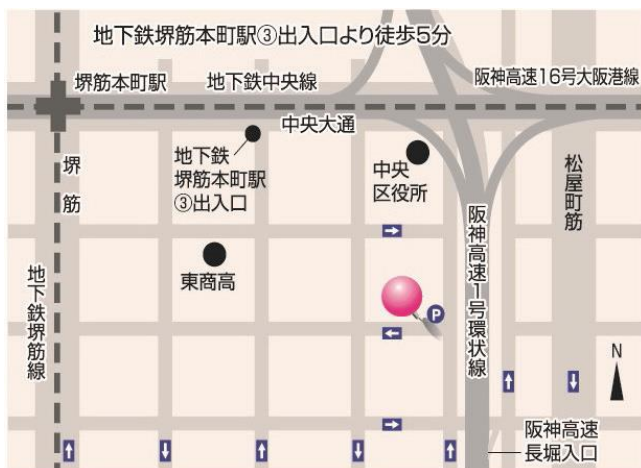 地下鉄堺筋本町駅③出入口より徒歩5分
堺筋本町駅
地下鉄中央線
阪神高速16号大阪港線
中央大通
地下鉄
堺筋本町駅
③出入口
中央
区役所
堺筋
松屋町筋
東商高
地下鉄堺筋線
阪神高速1号環状線
P
N
阪神高速
長堀入口